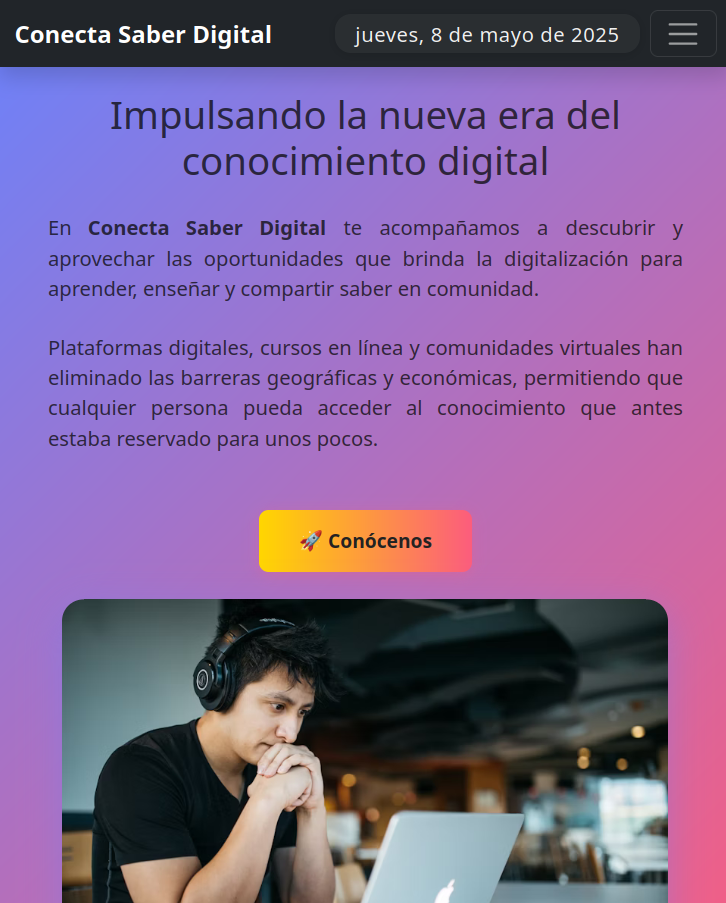 Conecta Saber Digital
jueves, 8 de mayo de 2025
Impulsando la nueva era del
conocimiento digital
En Conecta Saber Digital te acompañamos a descubrir y
aprovechar las oportunidades que brinda la digitalización para
aprender, enseñar y compartir saber en comunidad.
Plataformas digitales, cursos en línea y comunidades virtuales han
eliminado las barreras geográficas y económicas, permitiendo que
cualquier persona pueda acceder al conocimiento que antes
estaba reservado para unos pocos.
🚀 Conócenos